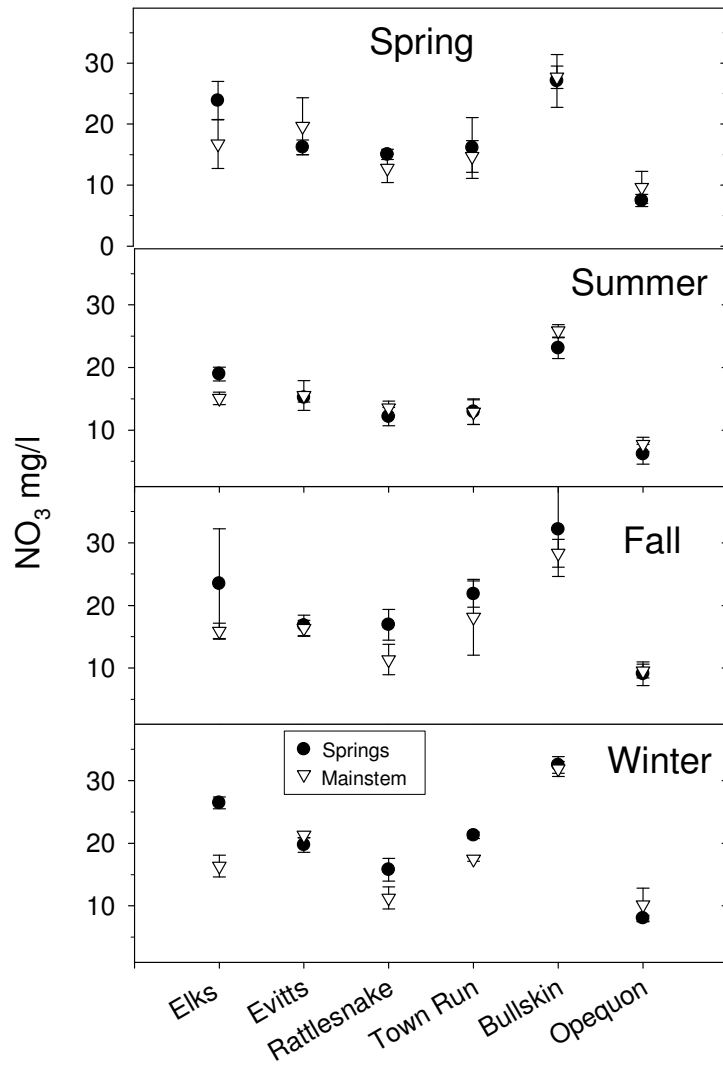 Spring
30
20
10
0
Summer
30
20
10
NO₃ mg/l
Fall
30
20
10
Springs
Mainstem
Winter
30
20
10
Elks
Evitts
Rattlesnake
Town Run
Bullskin
Opequon